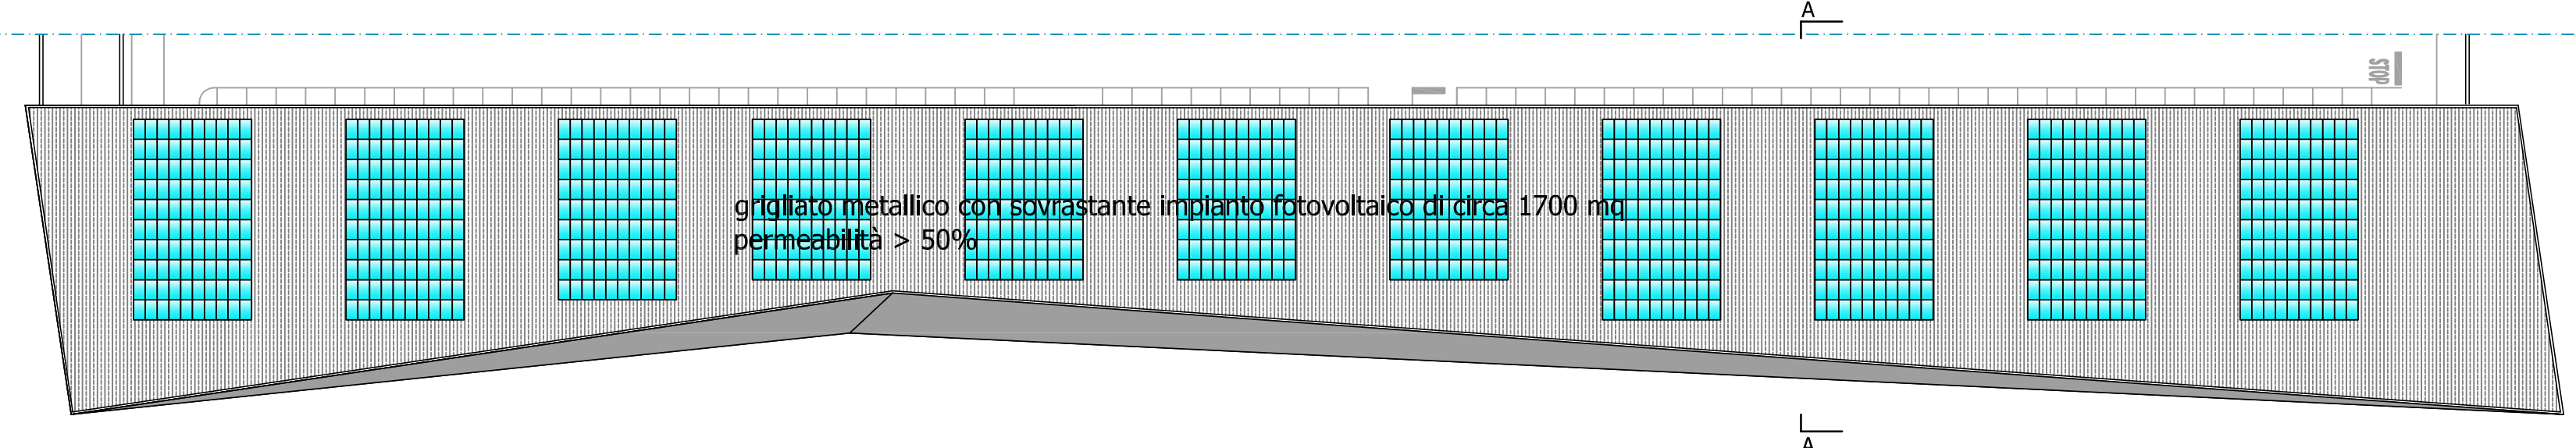 A
STOP
grigliato metallico con sovrastante impianto fotovoltaico di circa 1700 mq
permeabilità > 50%
A